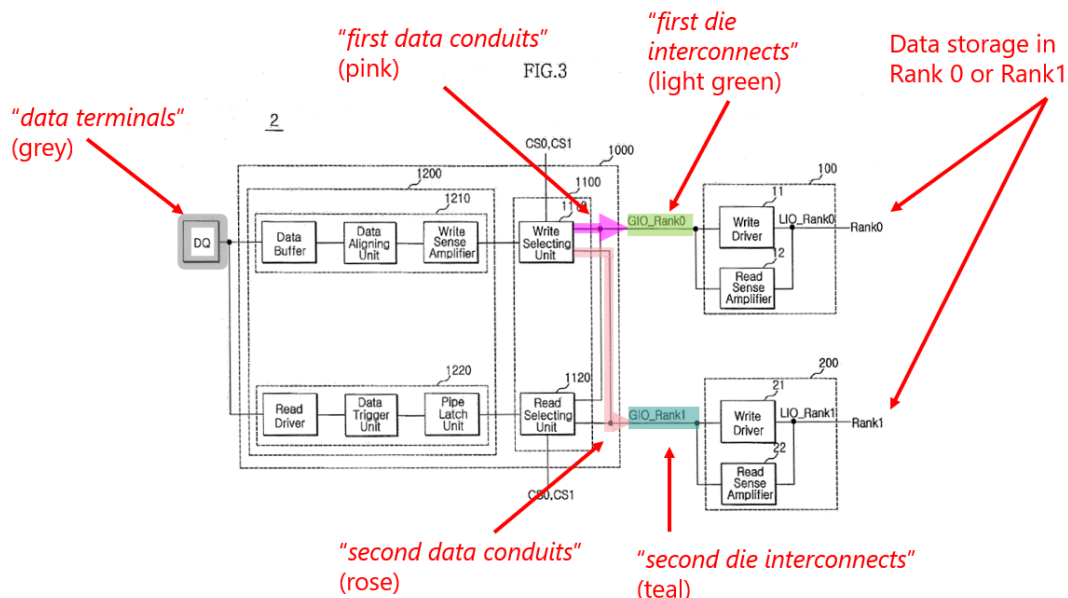 “first data conduits”
(pink)
FIG.3
“first die
interconnects”
(light green)
Data storage in
Rank 0 or Rank1
“data terminals”
(grey)
2
CS0,CS1
1000
1200
1100
100
1210
1110
11
DQ
Data
Buffer
Data
Aligning
Unit
Write
Sense
Amplifier
Write
Selecting
Unit
GIO_Rank0
Write
Driver
LIO_Rank0
Rank0
12
Read
Sense
Amplifier
1220
1120
200
21
Read
Driver
Data
Trigger
Unit
Pipe
Latch
Unit
Read
Selecting
Unit
GIO_Rank1
Write
Driver
LIO_Rank1
Rank1
22
Read
Sense
Amplifier
CS0,CS1
“second data conduits”
(rose)
“second die interconnects”
(teal)